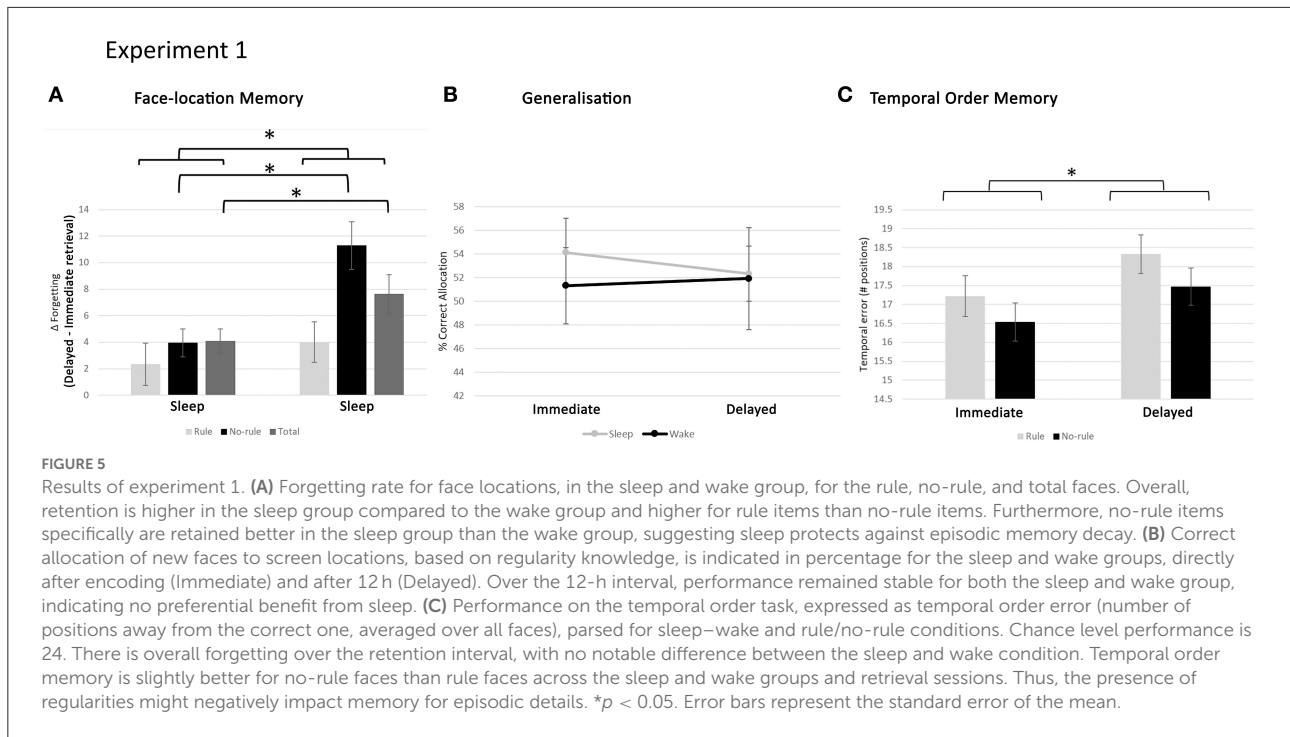 Experiment 1
A Face-location Memory
*
*
*
Δ Forgetting
(Delayed - Immediate retrieval)
14
12
10
8
6
4
2
0
Sleep Sleep
Rule No-rule Total
B Generalisation
% Correct Allocation
58
56
54
52
50
48
46
44
42
Immediate Delayed
Sleep Wake
C Temporal Order Memory
*
Temporal error (# positions)
19.5
19
18.5
18
17.5
17
16.5
16
15.5
15
14.5
Immediate Delayed
Rule No-rule
FIGURE 5
Results of experiment 1. (A) Forgetting rate for face locations, in the sleep and wake group, for the rule, no-rule, and total faces. Overall,
retention is higher in the sleep group compared to the wake group and higher for rule items than no-rule items. Furthermore, no-rule items
specifically are retained better in the sleep group than the wake group, suggesting sleep protects against episodic memory decay. (B) Correct
allocation of new faces to screen locations, based on regularity knowledge, is indicated in percentage for the sleep and wake groups, directly
after encoding (Immediate) and after 12 h (Delayed). Over the 12-h interval, performance remained stable for both the sleep and wake group,
indicating no preferential benefit from sleep. (C) Performance on the temporal order task, expressed as temporal order error (number of
positions away from the correct one, averaged over all faces), parsed for sleep–wake and rule/no-rule conditions. Chance level performance is
24. There is overall forgetting over the retention interval, with no notable difference between the sleep and wake condition. Temporal order
memory is slightly better for no-rule faces than rule faces across the sleep and wake groups and retrieval sessions. Thus, the presence of
regularities might negatively impact memory for episodic details. *p < 0.05. Error bars represent the standard error of the mean.